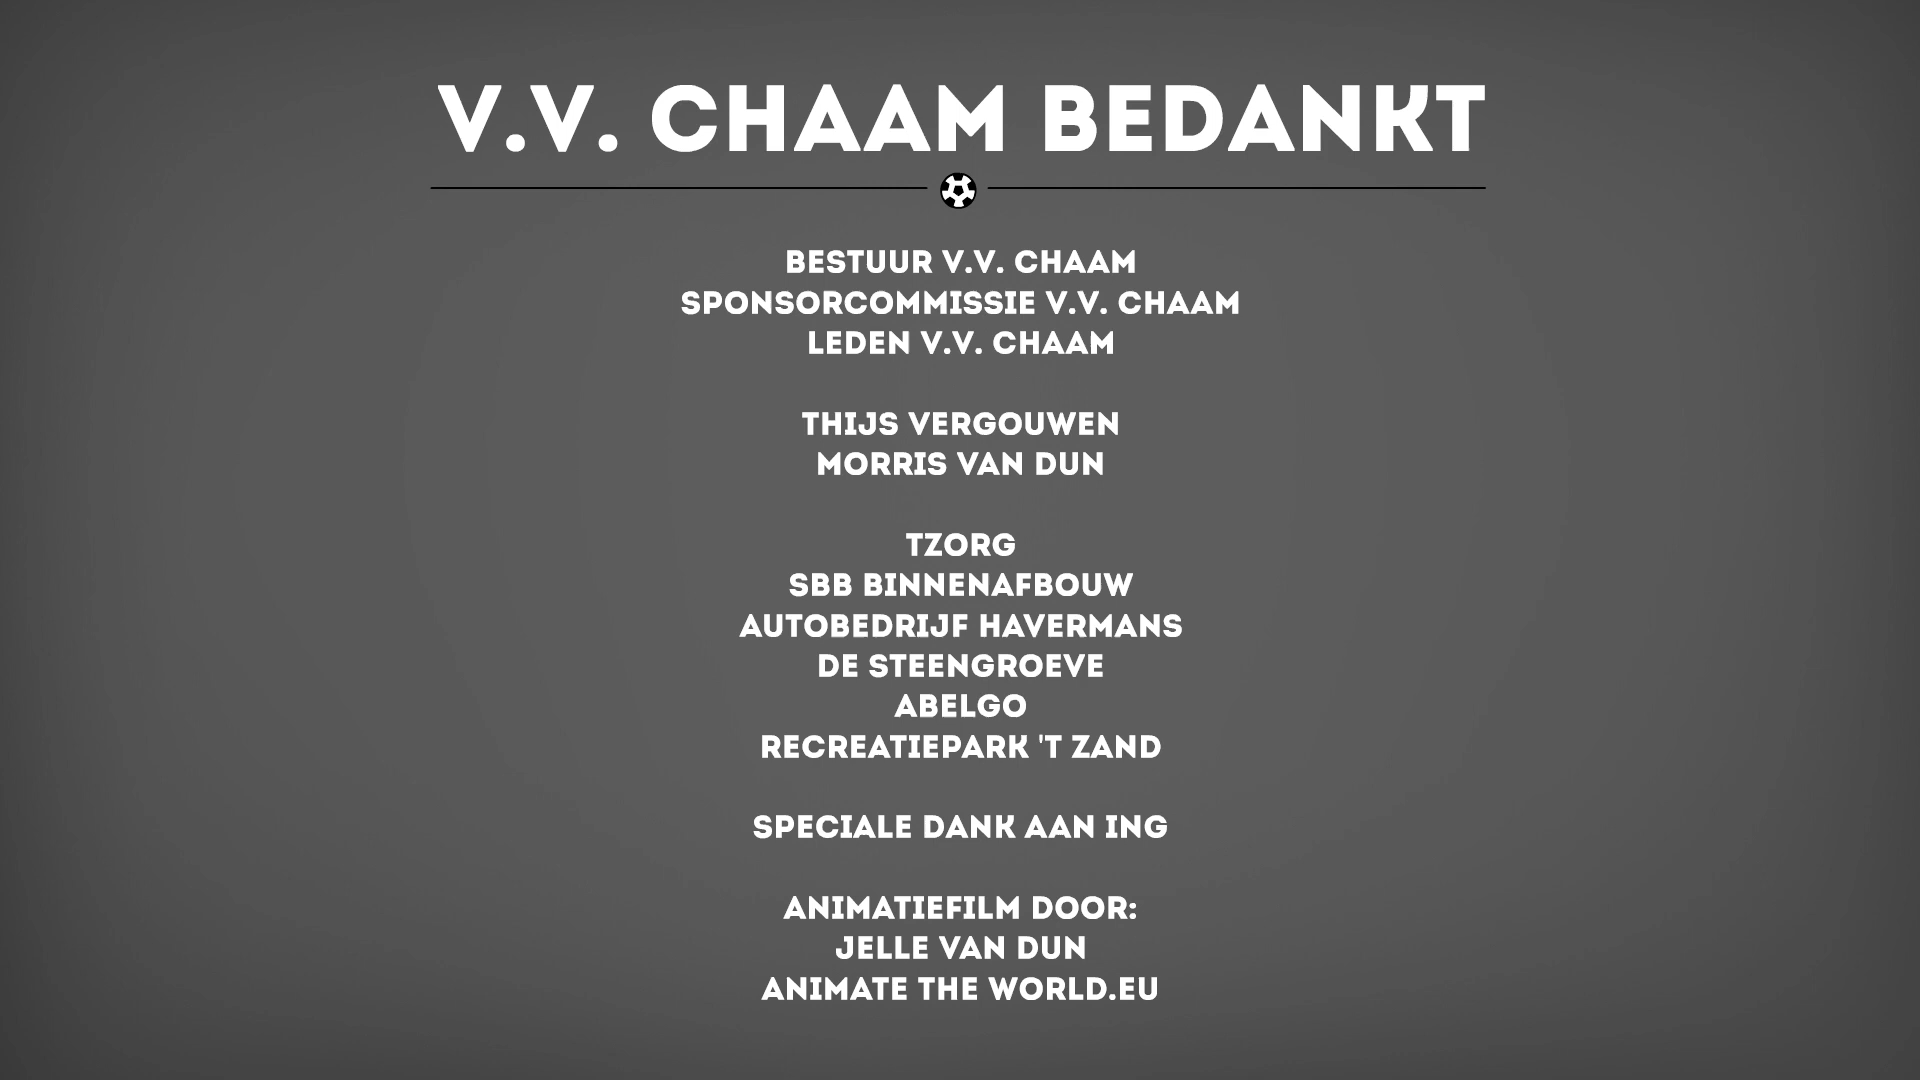 V.V. CHAAM BEDANKT
BESTUUR V.V. CHAAM
SPONSORCOMMISSIE V.V. CHAAM
LEDEN V.V. CHAAM
THIJS VERGOUWEN
MORRIS VAN DUN
TZORG
SBB BINNENAFBOUW
AUTOBEDRIJF HAVERMANS
DE STEENGROEVE
ABELGO
RECREATIEPARK 'T ZAND
SPECIALE DANK AAN ING
ANIMATIEFILM DOOR:
JELLE VAN DUN
ANIMATE THE WORLD.EU